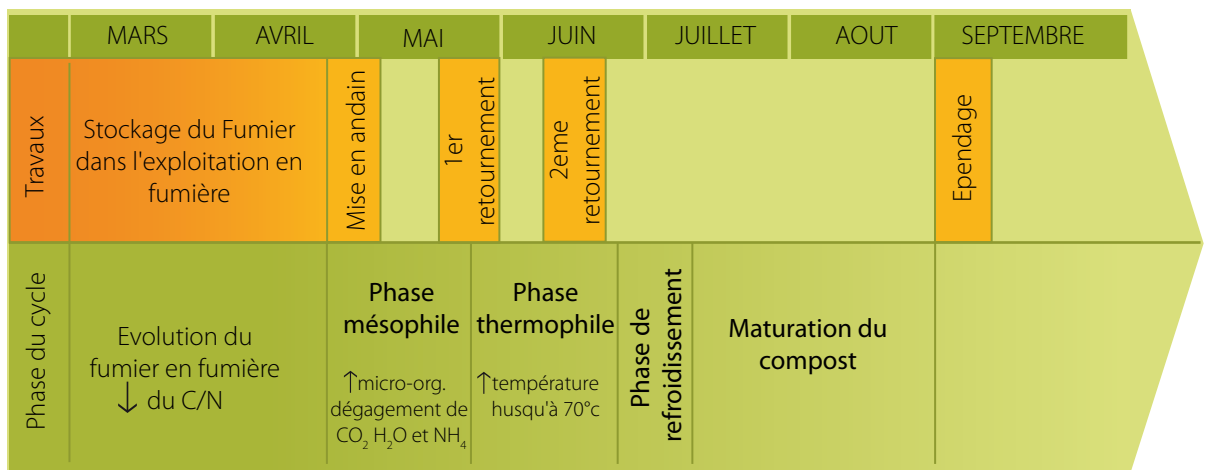 MARS AVRIL MAI JUIN JUILLET AOUT SEPTEMBRE
Travaux
Stockage du Fumier
dans l'exploitation en
fumière
Mise en andain
1er
retournement
2eme
retournement
Ependage
Phase du cycle
Evolution du
fumier en fumière
↓ du C/N
Phase
mésophile
↑micro-org.
dégagement de
CO₂ H₂O et NH₄
Phase
thermophile
↑température
husqu'à 70°c
Phase de
refroidissement
Maturation du
compost